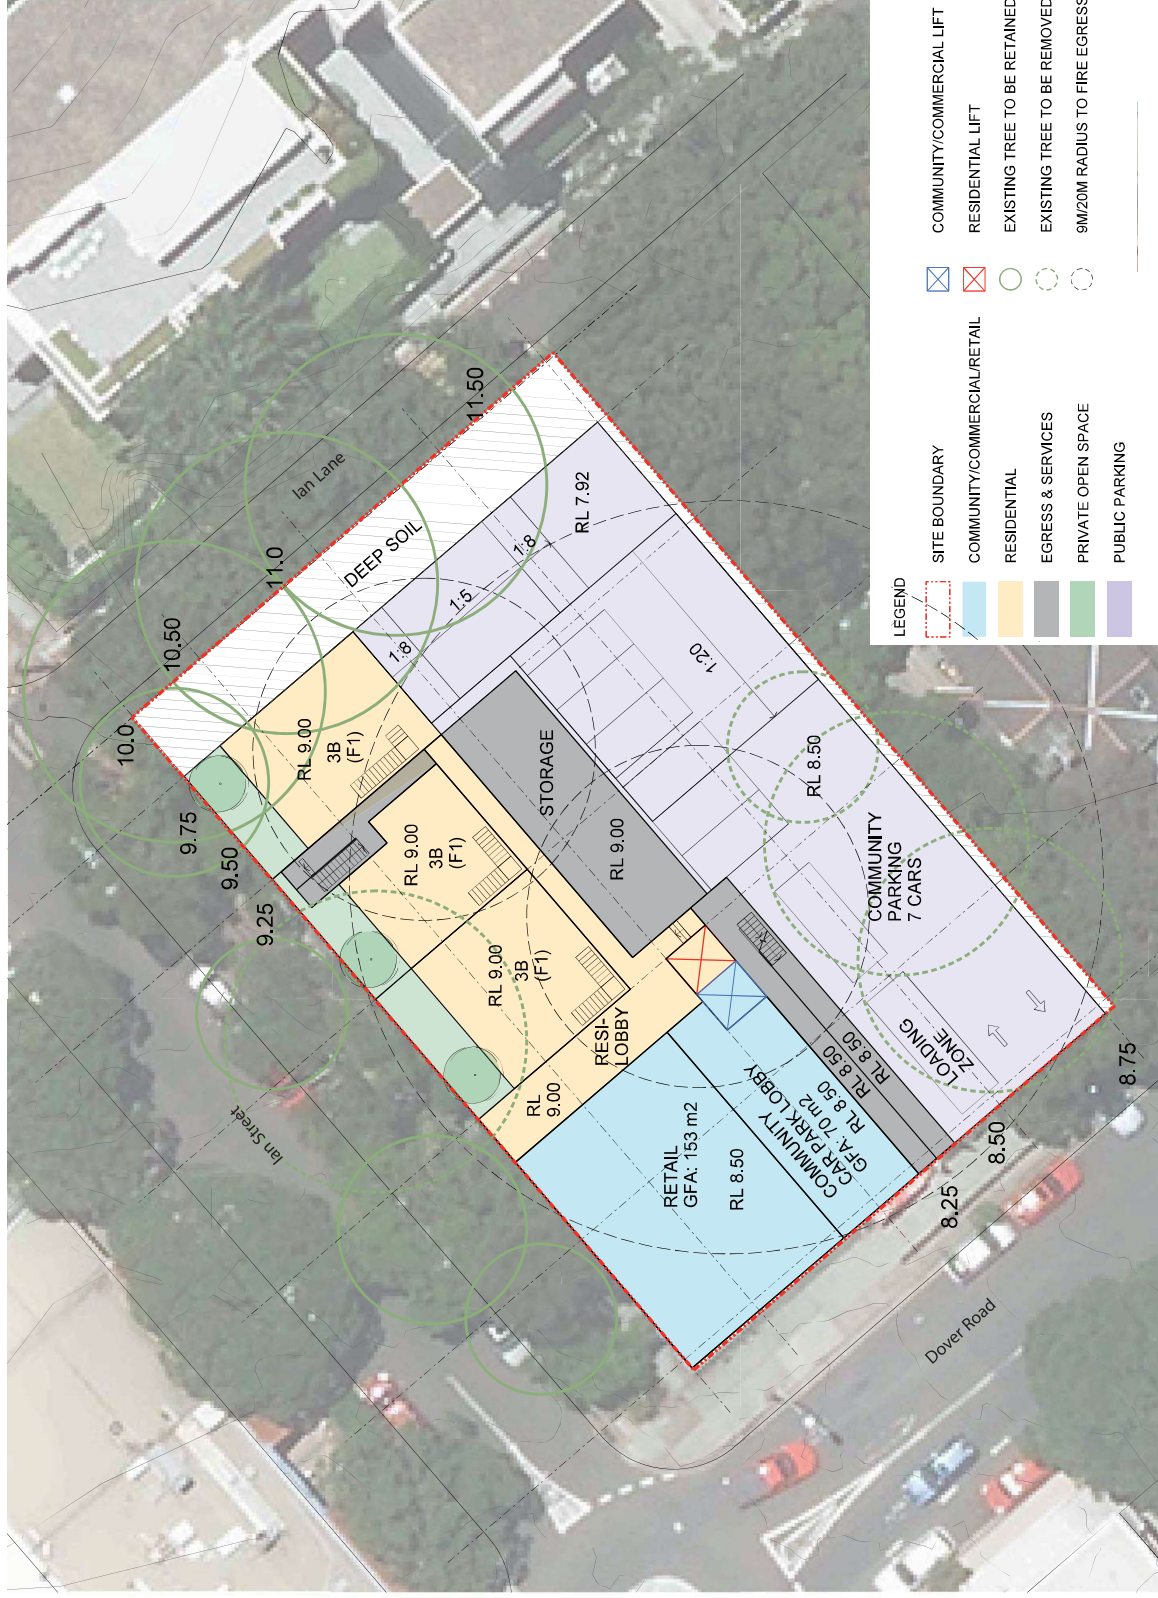 Ian Lane
11.50
11.0
10.50
10.0
9.75
9.50
9.25
DEEP SOIL
RL 7.92
1:8
1:5
1:8
1:20
RL 9.00
3B
(F1)
RL 9.00
3B
(F1)
RL 9.00
3B
(F1)
STORAGE
RL 9.00
RL 8.50
COMMUNITY
PARKING
7 CARS
LOADING
ZONE
RESI-
LOBBY
RL
9.00
RETAIL
GFA: 153 m2
RL 8.50
COMMUNITY
CAR PARK LOBBY
GFA: 70 m2
RL 8.50
RL 8.50
RL 8.50
8.75
8.50
8.25
Ian Street
Dover Road
LEGEND
SITE BOUNDARY
COMMUNITY/COMMERCIAL/RETAIL
RESIDENTIAL
EGRESS & SERVICES
PRIVATE OPEN SPACE
PUBLIC PARKING
COMMUNITY/COMMERCIAL LIFT
RESIDENTIAL LIFT
EXISTING TREE TO BE RETAINED
EXISTING TREE TO BE REMOVED
9M/20M RADIUS TO FIRE EGRESS